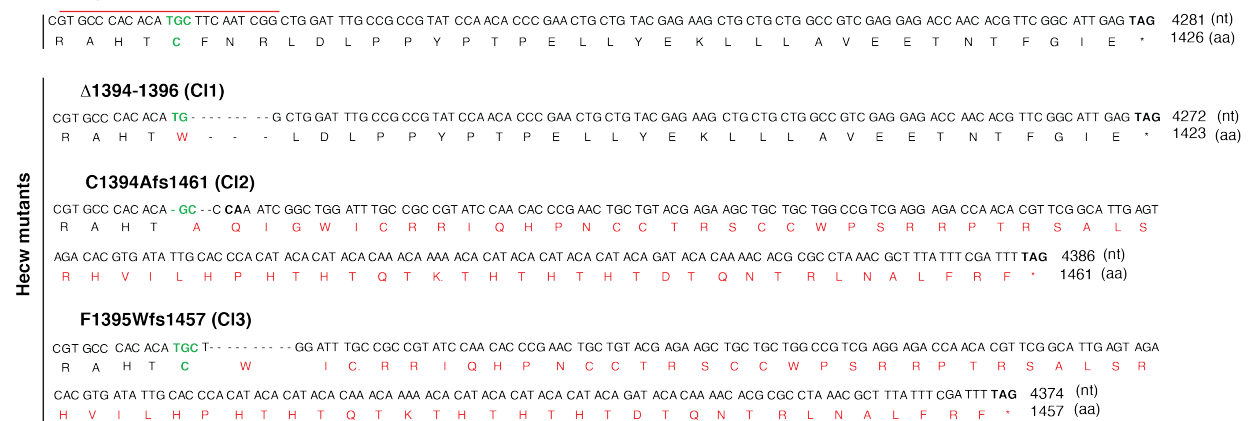 CGT GCC CAC ACA TGC TTC AAT CGG CTG GAT TTG CCG CCG TAT CCA ACA CCC GAA CTG CTG TAC GAG AAG CTG CTG CTG GCC GTC GAG GAG ACC AAC ACG TTC GGC ATT GAG TAG 4281 (nt)
R A H T C F N R L D L P P Y P T P E L L Y E K L L L A V E E T N T F G I E * 1426 (aa)
Δ1394-1396 (Cl1)
CGT GCC CAC ACA TG- - - - - - - - -G CTG GAT TTG CCG CCG TAT CCA ACA CCC GAA CTG CTG TAC GAG AAG CTG CTG CTG GCC GTC GAG GAG ACC AAC ACG TTC GGC ATT GAG TAG 4272 (nt)
R A H T W - - - L D L P P Y P T P E L L Y E K L L L A V E E T N T F G I E * 1423 (aa)
C1394Afs1461 (Cl2)
CGT GCC CAC ACA -GC --C CAA ATC GGC TGG ATT TGC CGC CGT ATC CAA CAC CCG AAC TGC TGT ACG AGA AGC TGC TGC TGG CCG TCG AGG AGA CCA ACA CGT TCG GCA TTG AGT
R A H T A Q I G W I C R R I Q H P N C C T R S C C W P S R R P T R S A L S
AGA CAC GTG ATA TTG CAC CCA CAT ACA CAT ACA CAA ACA AAA ACA CAT ACA CAT ACA CAT ACA GAT ACA CAA AAC ACG CGC CTA AAC GCT TTA TTT CGA TTT TAG 4386 (nt)
R H V I L H P H T H T Q T K T H T H T H T D T Q N T R L N A L F R F * 1461 (aa)
Hecw mutants
F1395Wfs1457 (Cl3)
CGT GCC CAC ACA TGC T- - - - - - - - - -GG ATT TGC CGC CGT ATC CAA CAC CCG AAC TGC TGT ACG AGA AGC TGC TGC TGG CCG TCG AGG AGA CCA ACA CGT TCG GCA TTG AGT AGA
R A H T C W I C R R I Q H P N C C T R S C C W P S R R P T R S A L S R
CAC GTG ATA TTG CAC CCA CAT ACA CAT ACA CAA ACA AAA ACA CAT ACA CAT ACA CAT ACA GAT ACA CAA AAC ACG CGC CTA AAC GCT TTA TTT CGA TTT TAG 4374 (nt)
H V I L H P H T H T Q T K T H T H T H T D T Q N T R L N A L F R F * 1457 (aa)